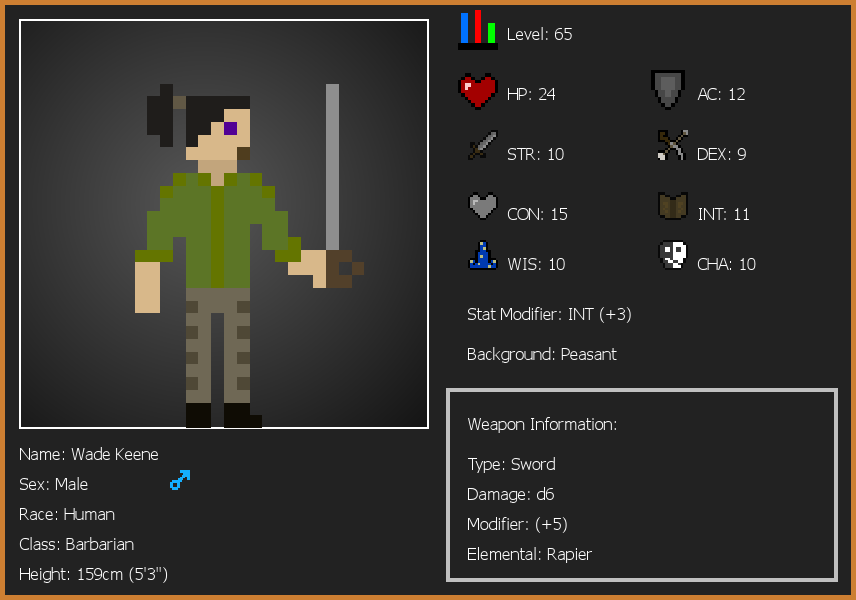 Level: 65
HP: 24
AC: 12
STR: 10
DEX: 9
CON: 15
INT: 11
WIS: 10
CHA: 10
Stat Modifier: INT (+3)
Background: Peasant
Weapon Information:
Type: Sword
Damage: d6
Modifier: (+5)
Elemental: Rapier
Name: Wade Keene
Sex: Male
Race: Human
Class: Barbarian
Height: 159cm (5'3")